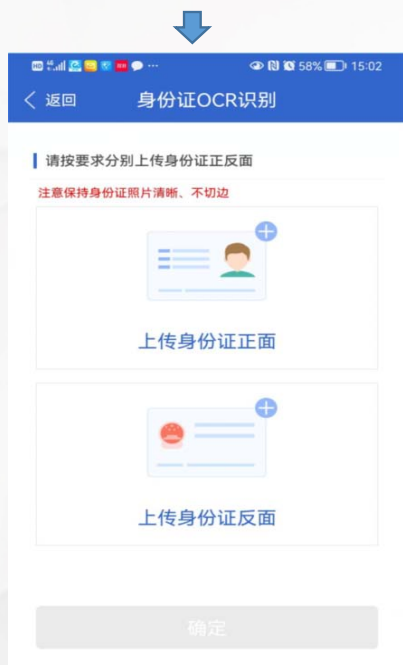 58% 15:02
返回 身份证OCR识别
请按要求分别上传身份证正反面
注意保持身份证照片清晰、不切边
上传身份证正面
上传身份证反面
确定